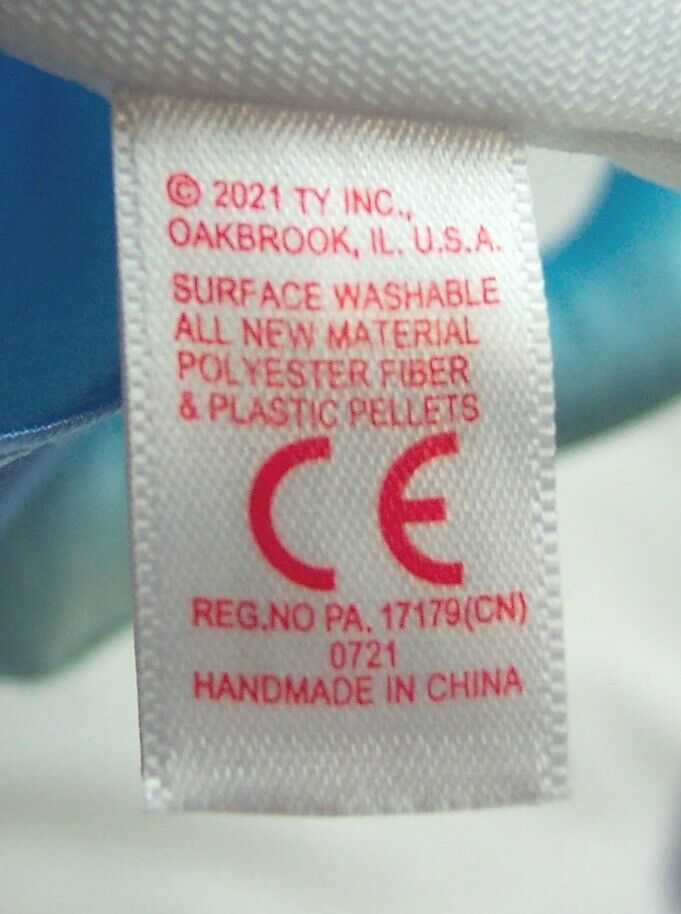 © 2021 TY INC.,
OAKBROOK, IL. U.S.A.
SURFACE WASHABLE
ALL NEW MATERIAL
POLYESTER FIBER
& PLASTIC PELLETS
CE
REG.NO PA. 17179(CN)
0721
HANDMADE IN CHINA